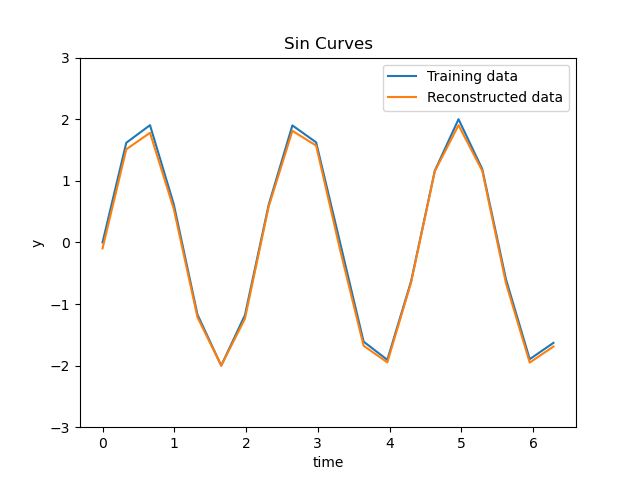 Sin Curves
Training data
Reconstructed data
3
2
1
0
−1
−2
−3
y
0 1 2 3 4 5 6
time